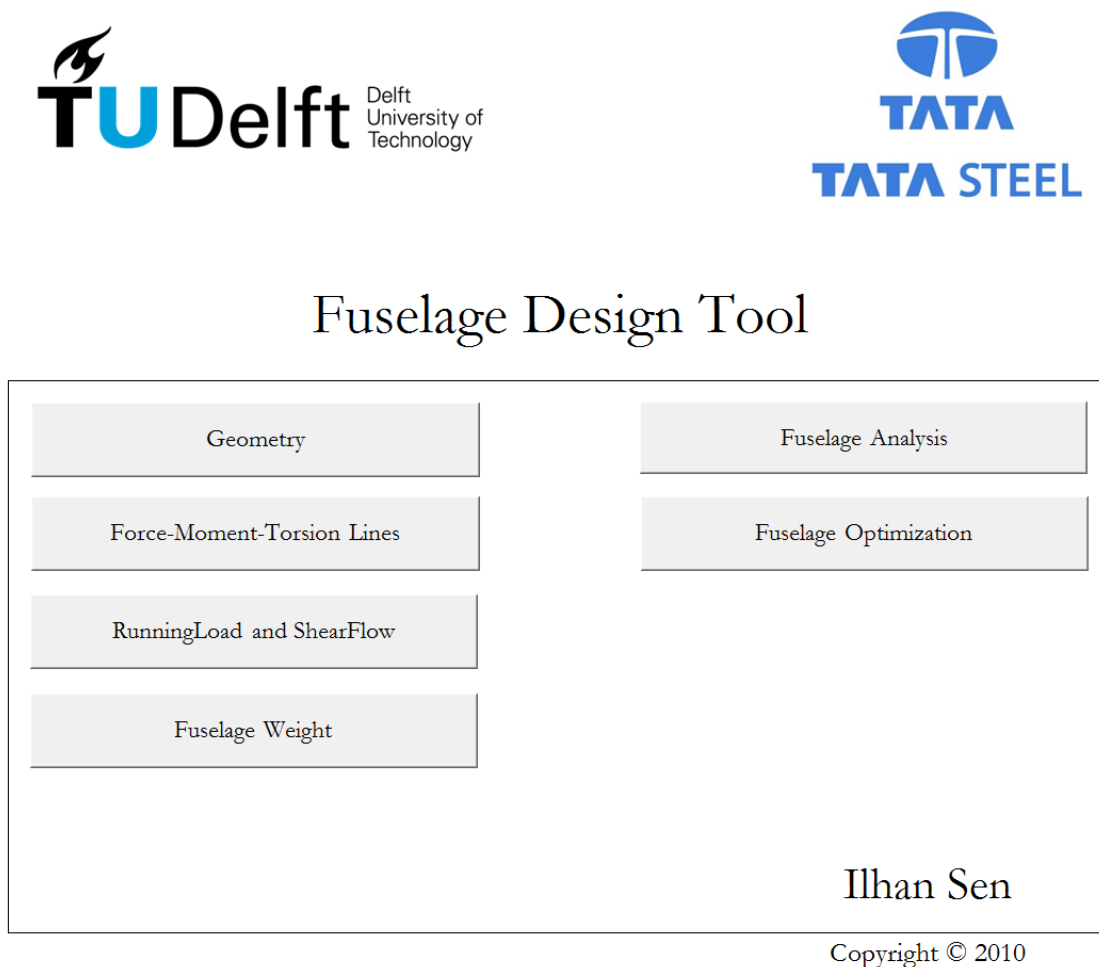 TU Delft
Delft
University of
Technology
TATA
TATA STEEL
Fuselage Design Tool
Geometry
Fuselage Analysis
Force-Moment-Torsion Lines
Fuselage Optimization
RunningLoad and ShearFlow
Fuselage Weight
Ilhan Sen
Copyright © 2010